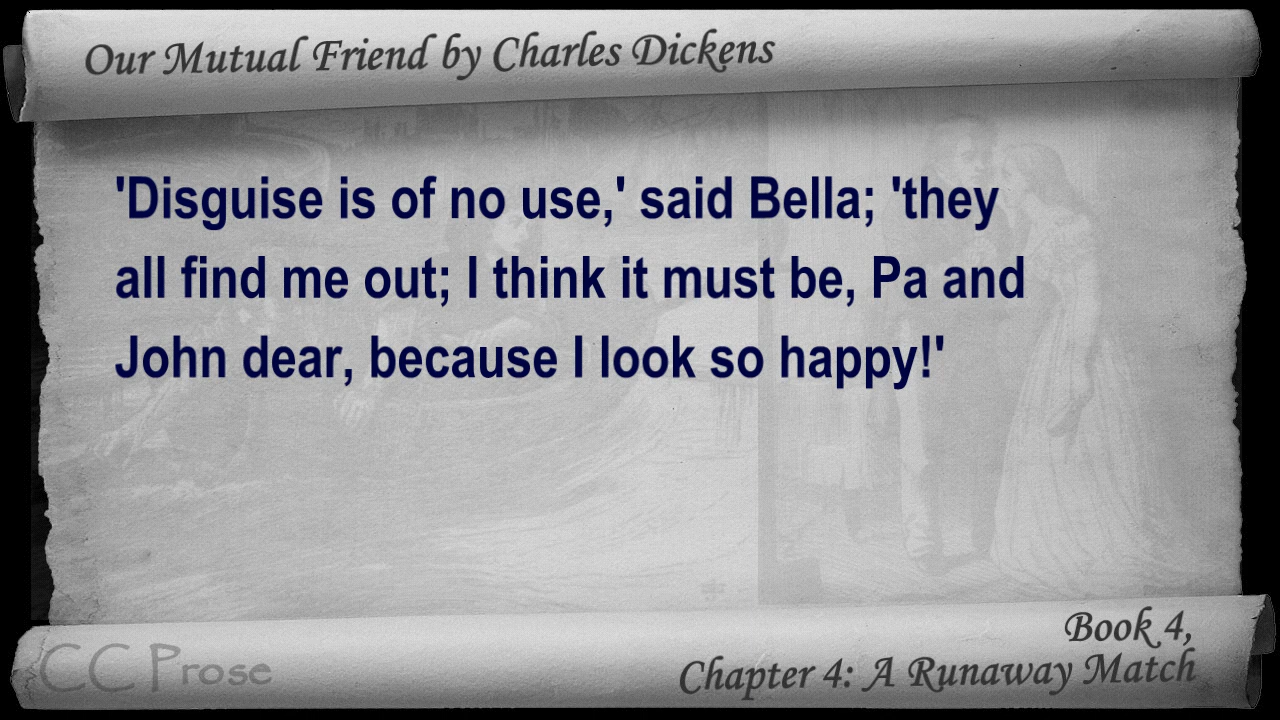 Our Mutual Friend by Charles Dickens
'Disguise is of no use,' said Bella; 'they
all find me out; I think it must be, Pa and
John dear, because I look so happy!'
Book 4,
Chapter 4: A Runaway Match
CC Prose